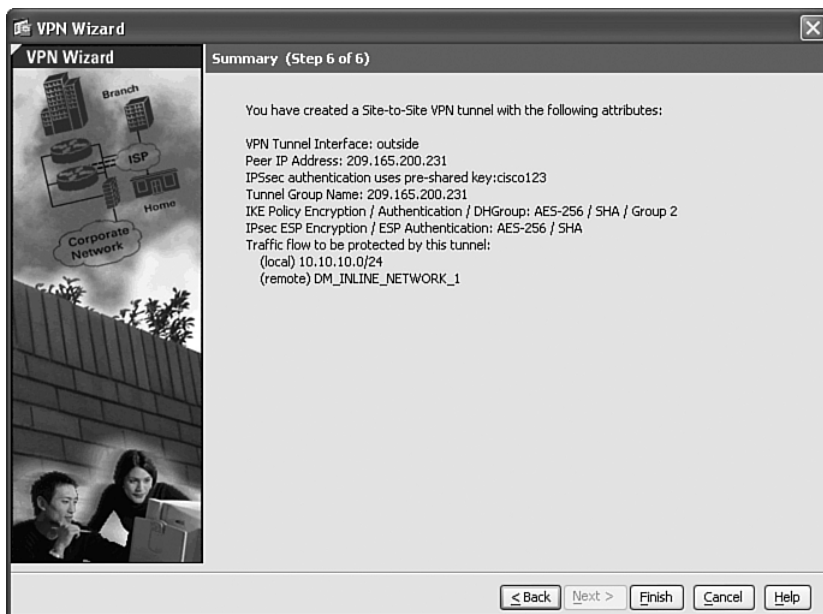 VPN Wizard
VPN Wizard
Summary (Step 6 of 6)
Branch
ISP
Home
Corporate
Network
You have created a Site-to-Site VPN tunnel with the following attributes:
VPN Tunnel Interface: outside
Peer IP Address: 209.165.200.231
IPSsec authentication uses pre-shared key:cisco123
Tunnel Group Name: 209.165.200.231
IKE Policy Encryption / Authentication / DHGroup: AES-256 / SHA / Group 2
IPsec ESP Encryption / ESP Authentication: AES-256 / SHA
Traffic flow to be protected by this tunnel:
(local) 10.10.10.0/24
(remote) DM_INLINE_NETWORK_1
< Back Next > Finish Cancel Help